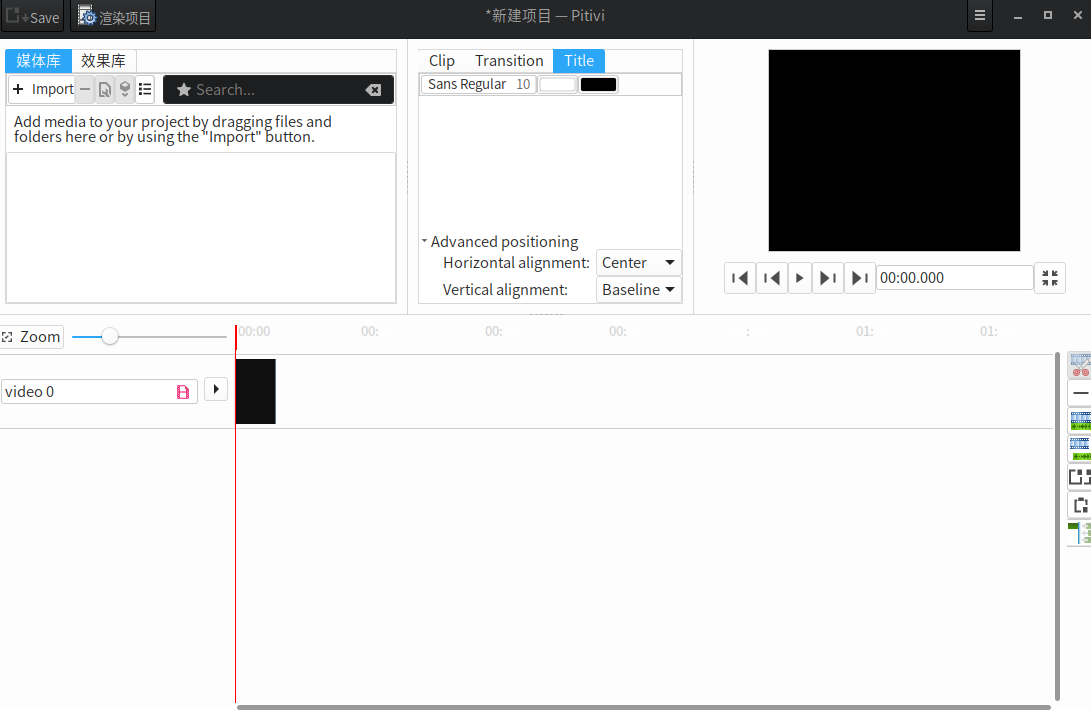 Save
渲染项目
*新建项目 — Pitivi
媒体库
效果库
Import
Search...
Add media to your project by dragging files and
folders here or by using the "Import" button.
Clip
Transition
Title
Sans Regular 10
Advanced positioning
Horizontal alignment: Center
Vertical alignment: Baseline
00:00.000
Zoom
00:00
00:
00:
00:
:
01:
01:
video 0